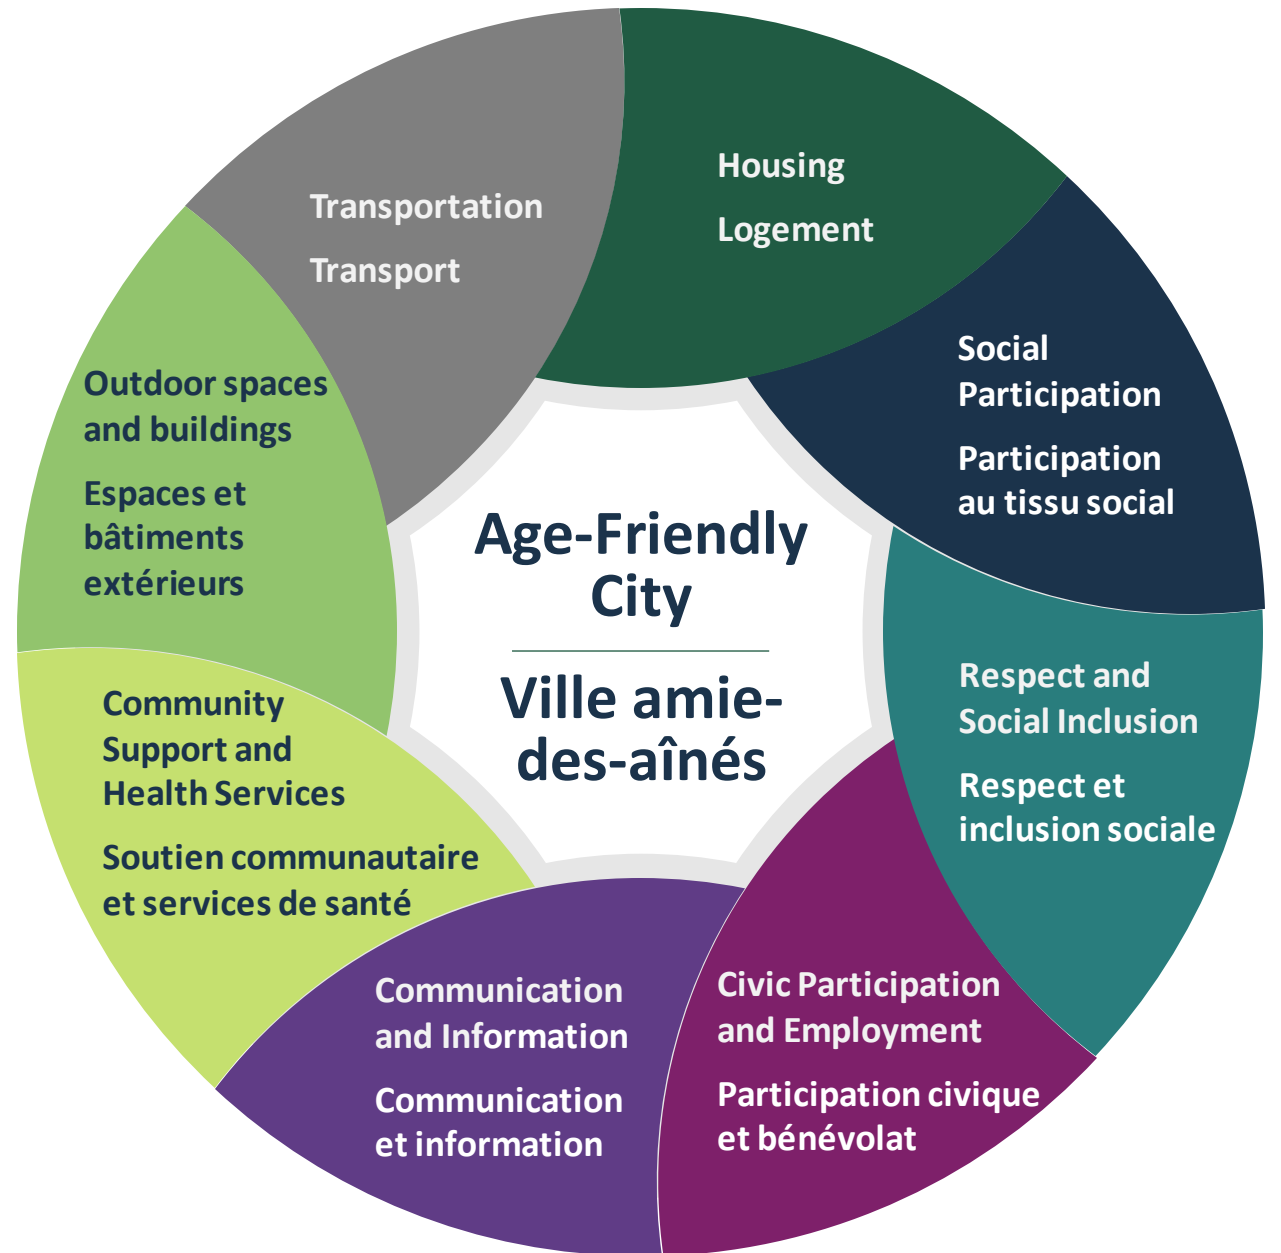 Housing
Logement
Transportation
Transport
Social
Participation
Participation
au tissu social
Outdoor spaces
and buildings
Espaces et
bâtiments
extérieurs
Age-Friendly
City
Ville amie-
des-aînés
Respect and
Social Inclusion
Respect et
inclusion sociale
Community
Support and
Health Services
Soutien communautaire
et services de santé
Communication
and Information
Communication
et information
Civic Participation
and Employment
Participation civique
et bénévolat